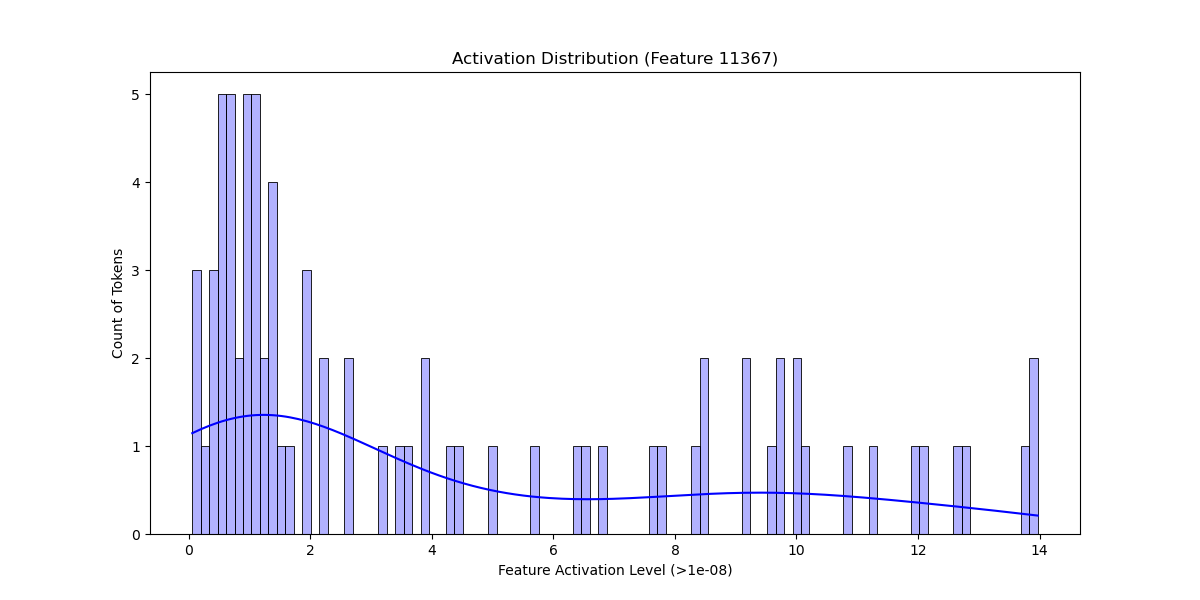 Activation Distribution (Feature 11367)
Count of Tokens
5
4
3
2
1
0
0 2 4 6 8 10 12 14
Feature Activation Level (>1e-08)